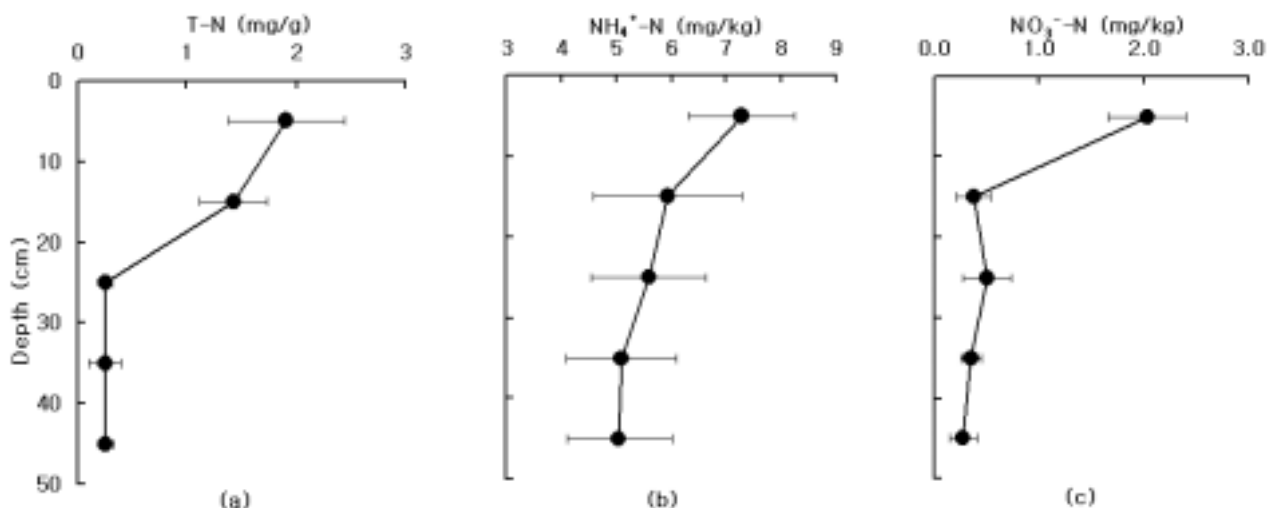 T-N (mg/g)
0 1 2 3
0
10
20
30
40
50
Depth (cm)
(a)
NH₄⁺-N (mg/kg)
3 4 5 6 7 8 9
(b)
NO₃⁻-N (mg/kg)
0.0 1.0 2.0 3.0
(c)